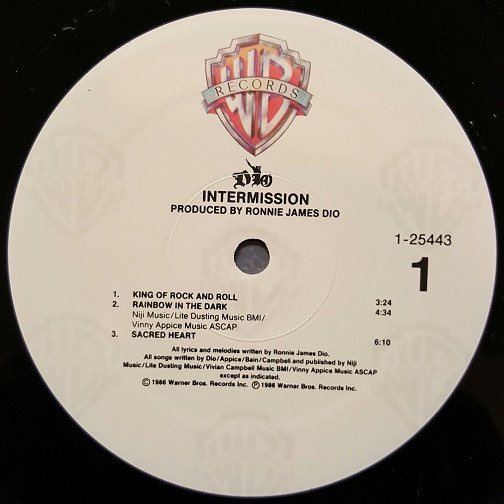 WB
RECORDS
DIO
INTERMISSION
PRODUCED BY RONNIE JAMES DIO
1-25443
1
1. KING OF ROCK AND ROLL 3:24
2. RAINBOW IN THE DARK 4:34
Niji Music/Lite Dusting Music BMI/
Vinny Appice Music ASCAP
3. SACRED HEART 6:10
All lyrics and melodies written by Ronnie James Dio.
All songs written by Dio/Appice/Bain/Campbell and published by Niji
Music/Lite Dusting Music/Vivian Campbell Music BMI/Vinny Appice Music ASCAP
except as indicated.
© 1986 Warner Bros. Records Inc. ℗ 1986 Warner Bros. Records Inc.